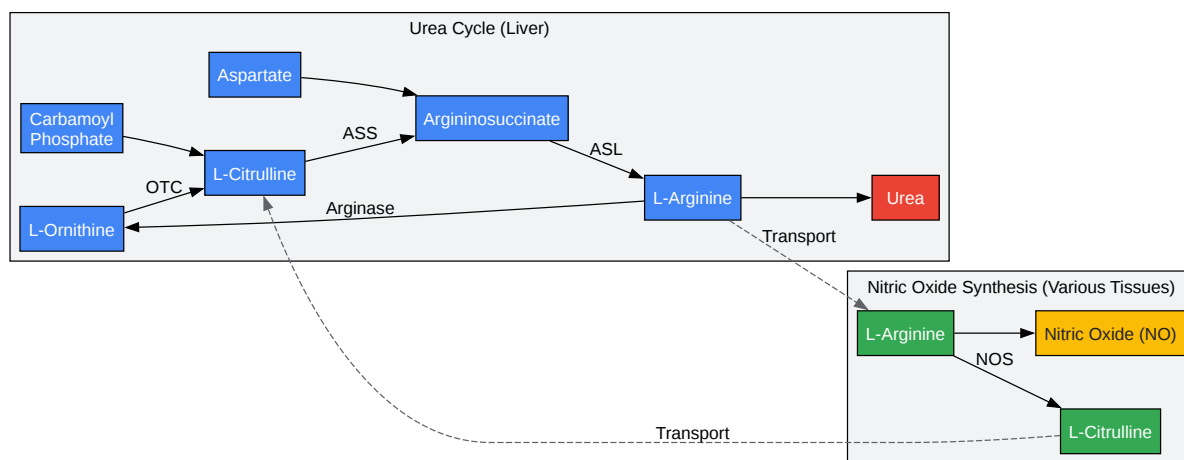 Urea Cycle (Liver)
Aspartate
Carbamoyl
Phosphate
Argininosuccinate
ASS
ASL
L-Citrulline
OTC
L-Ornithine
Arginase
L-Arginine
Urea
Transport
Nitric Oxide Synthesis (Various Tissues)
L-Arginine
Nitric Oxide (NO)
NOS
L-Citrulline
Transport